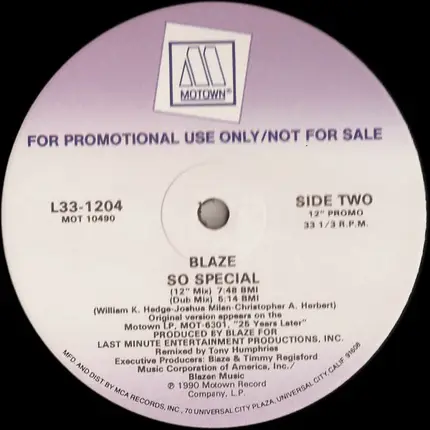 MOTOWN®
FOR PROMOTIONAL USE ONLY/NOT FOR SALE
L33-1204
MOT 10490
SIDE TWO
12" PROMO
33 1/3 R.P.M.
BLAZE
SO SPECIAL
(12" Mix) 7:48 BMI
(Dub Mix) 6:14 BMI
(William K. Hedge-Joshua Milan-Christopher A. Herbert)
Original version appears on the
Motown LP, MOT-6301, "25 Years Later"
PRODUCED BY BLAZE FOR
LAST MINUTE ENTERTAINMENT PRODUCTIONS, INC.
Remixed by Tony Humphries
Executive Producers: Blaze & Timmy Regisford
Music Corporation of America, Inc./
Blazen Music
℗ 1990 Motown Record
Company, L.P.
MFD. AND DIST. BY MCA RECORDS, INC., 70 UNIVERSAL CITY PLAZA, UNIVERSAL CITY, CALIF. 91608